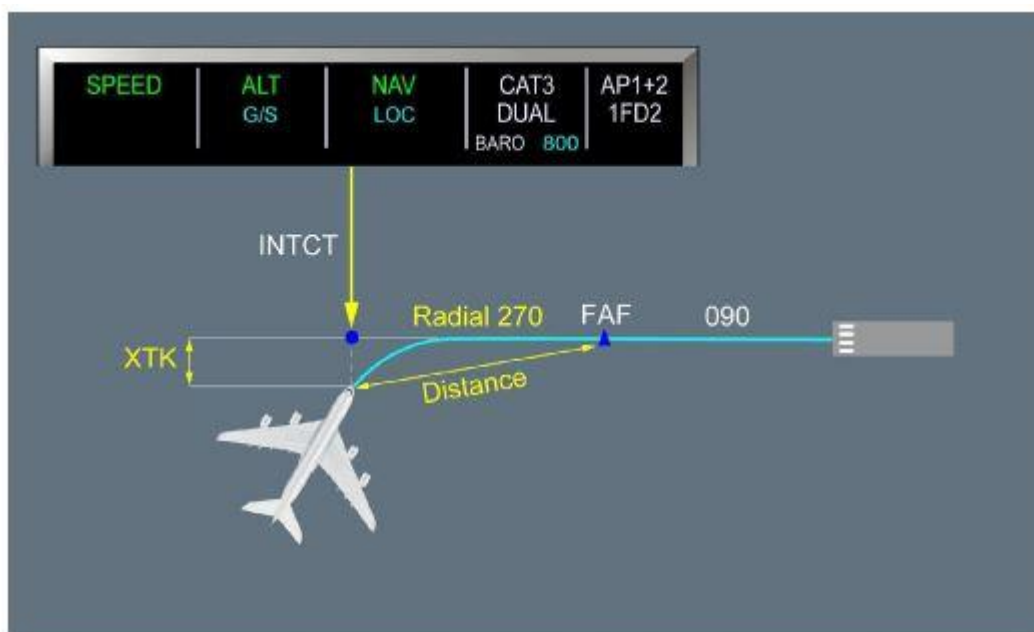 SPEED ALT NAV CAT3 AP1+2
G/S LOC DUAL 1FD2
BARO 800
INTCT
Radial 270 FAF 090
XTK
Distance